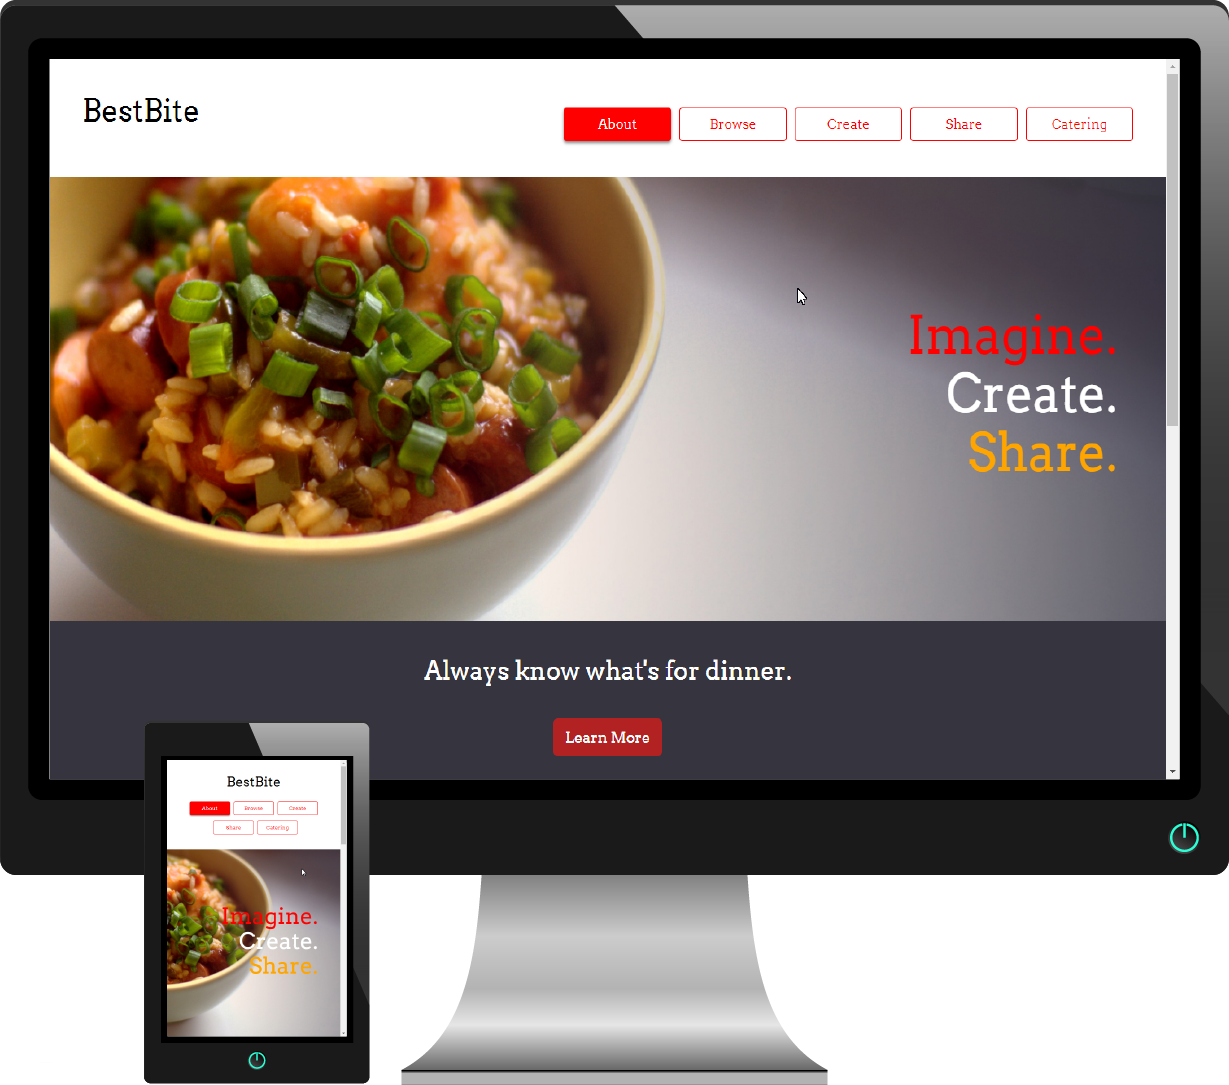 BestBite
About Browse Create Share Catering
Imagine.
Create.
Share.
Always know what's for dinner.
Learn More
BestBite
About Browse Create
Share Catering
Imagine.
Create.
Share.